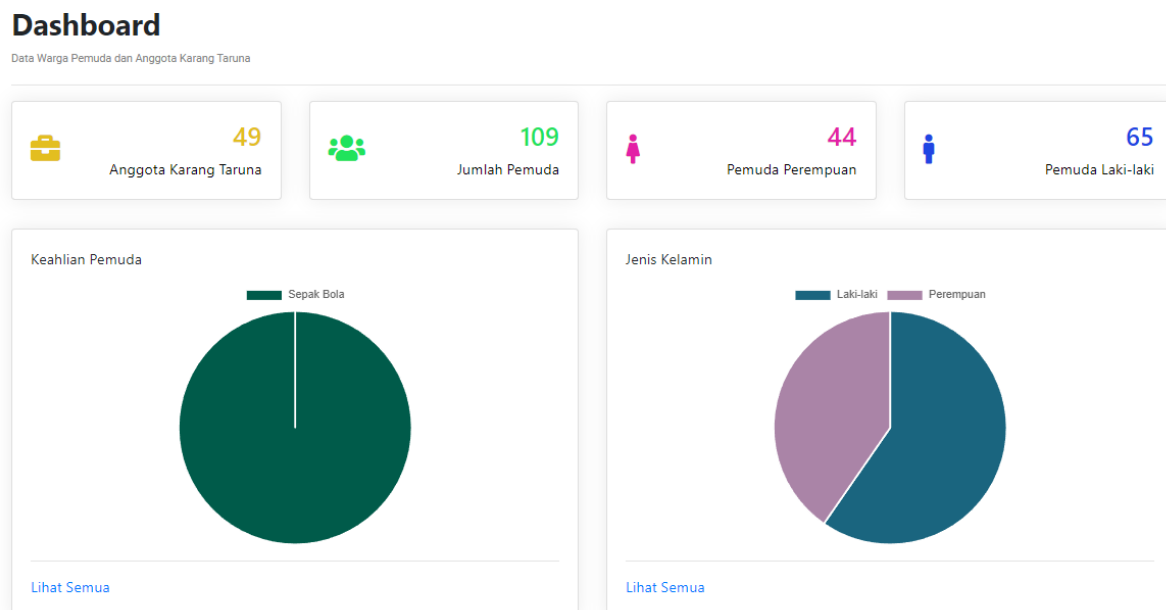 Dashboard
Data Warga Pemuda dan Anggota Karang Taruna
49
Anggota Karang Taruna
109
Jumlah Pemuda
44
Pemuda Perempuan
65
Pemuda Laki-laki
Keahlian Pemuda
Sepak Bola
Lihat Semua
Jenis Kelamin
Laki-laki Perempuan
Lihat Semua